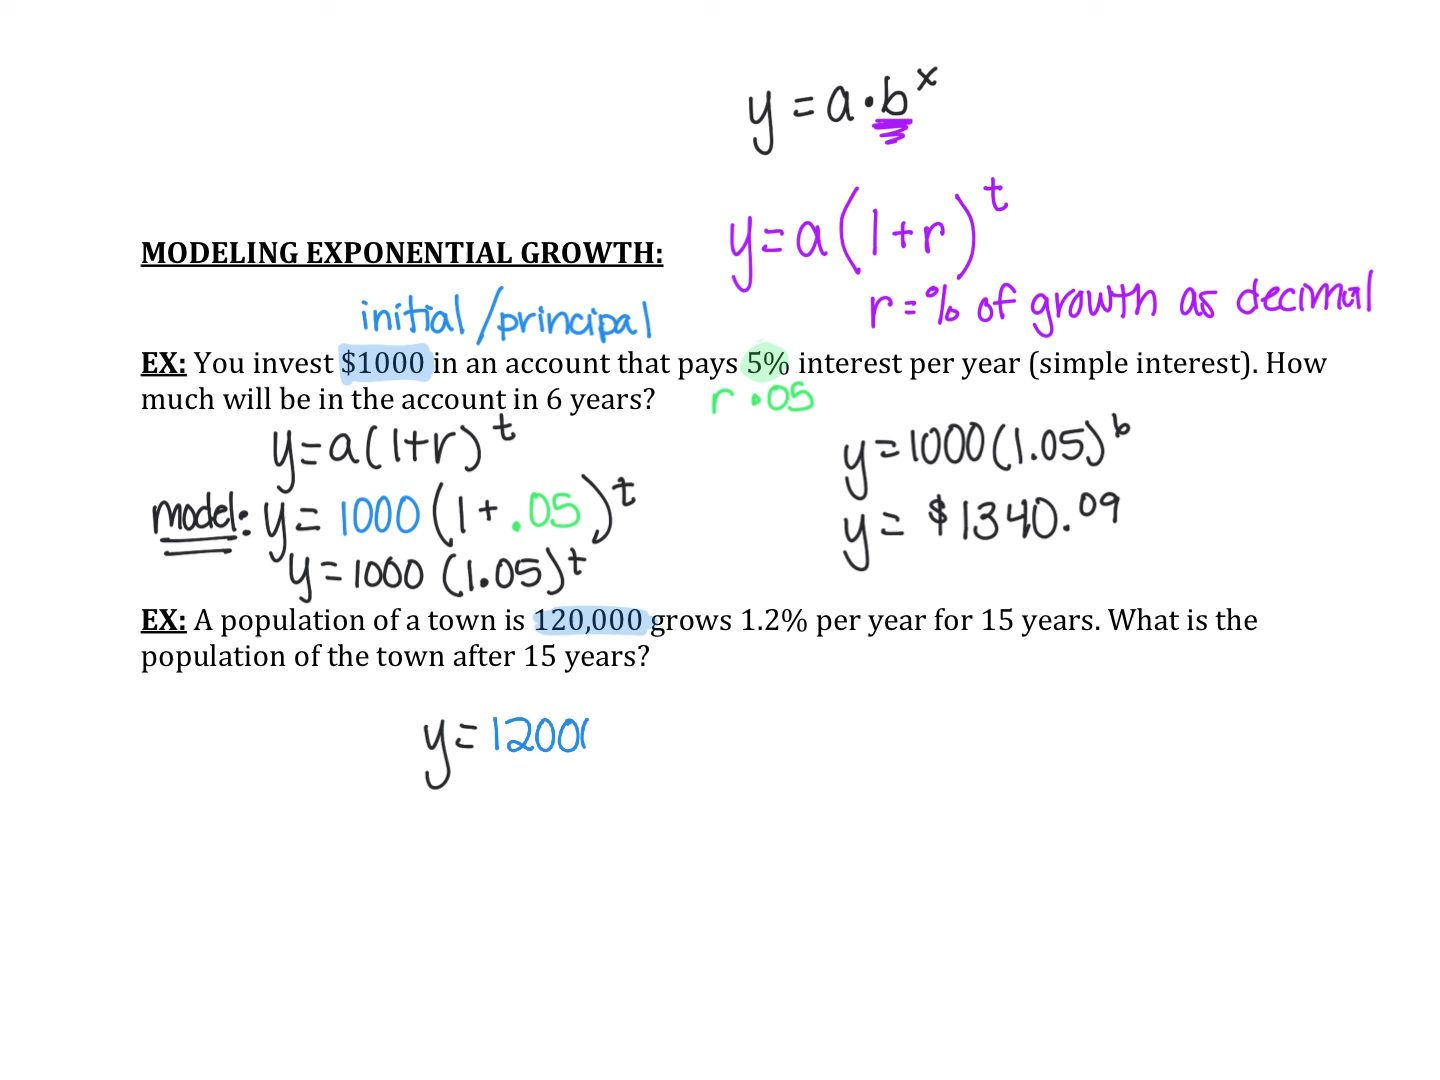 y = a · b^x
y = a(1+r)^t
MODELING EXPONENTIAL GROWTH:
r = % of growth as decimal
initial /principal
EX: You invest $1000 in an account that pays 5% interest per year (simple interest). How
much will be in the account in 6 years?
r .05
y = a(1+r)^t
y = 1000(1.05)^6
model: y = 1000(1+.05)^t
y = $1340.09
y = 1000(1.05)^t
EX: A population of a town is 120,000 grows 1.2% per year for 15 years. What is the
population of the town after 15 years?
y = 1200(